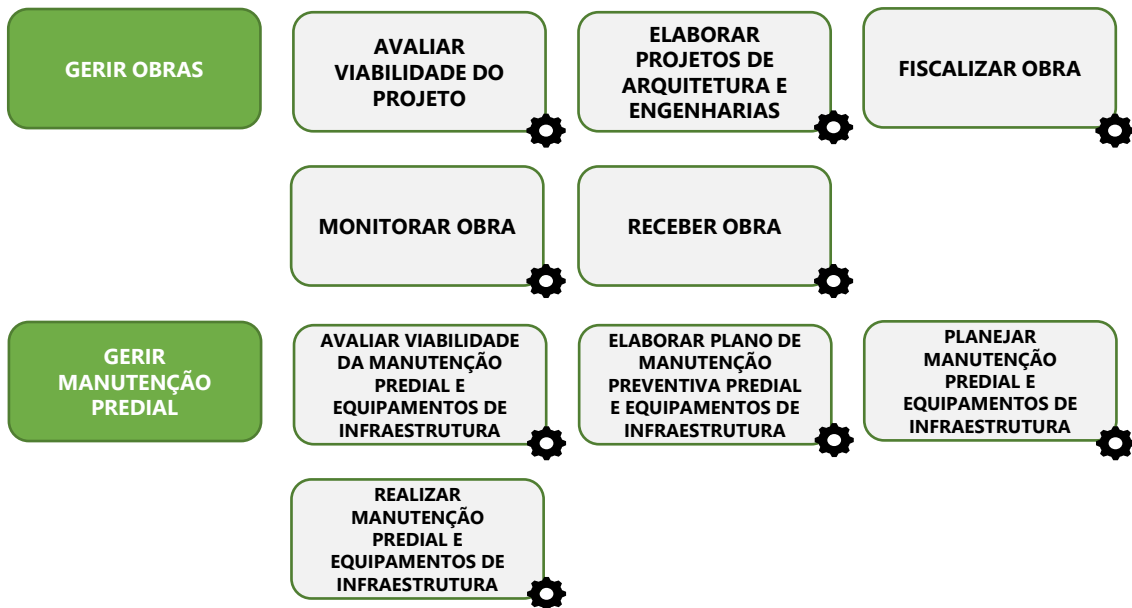 GERIR OBRAS
AVALIAR
VIABILIDADE DO
PROJETO
ELABORAR
PROJETOS DE
ARQUITETURA E
ENGENHARIAS
FISCALIZAR OBRA
MONITORAR OBRA
RECEBER OBRA
GERIR
MANUTENÇÃO
PREDIAL
AVALIAR VIABILIDADE
DA MANUTENÇÃO
PREDIAL E
EQUIPAMENTOS DE
INFRAESTRUTURA
ELABORAR PLANO DE
MANUTENÇÃO
PREVENTIVA PREDIAL
E EQUIPAMENTOS DE
INFRAESTRUTURA
PLANEJAR
MANUTENÇÃO
PREDIAL E
EQUIPAMENTOS DE
INFRAESTRUTURA
REALIZAR
MANUTENÇÃO
PREDIAL E
EQUIPAMENTOS DE
INFRAESTRUTURA